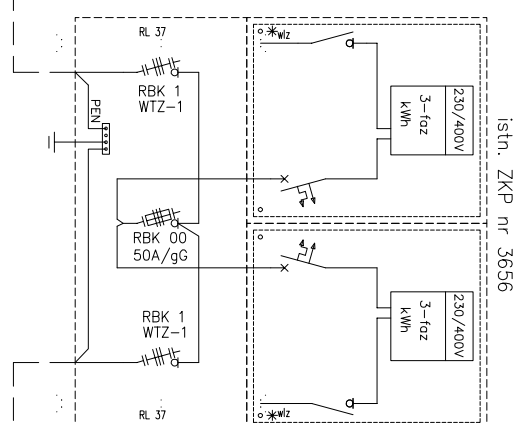 RL 37
wlz
RBK 1
WTZ-1
230/400V
3-faz
kWh
PEN
istn. ZKP nr 3656
RBK 00
50A/gG
230/400V
3-faz
kWh
RBK 1
WTZ-1
RL 37
wlz